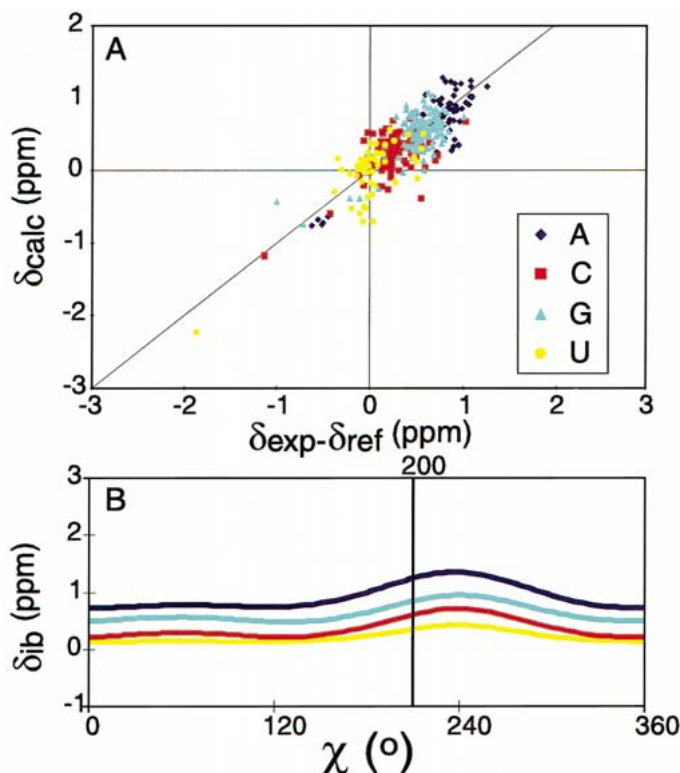 A
2
1
0
-1
-2
-3
δcalc (ppm)
A
C
G
U
-3 -2 -1 0 1 2 3
δexp-δref (ppm)
200
B
3
2
1
0
-1
δib (ppm)
0 120 240 360
χ (º)